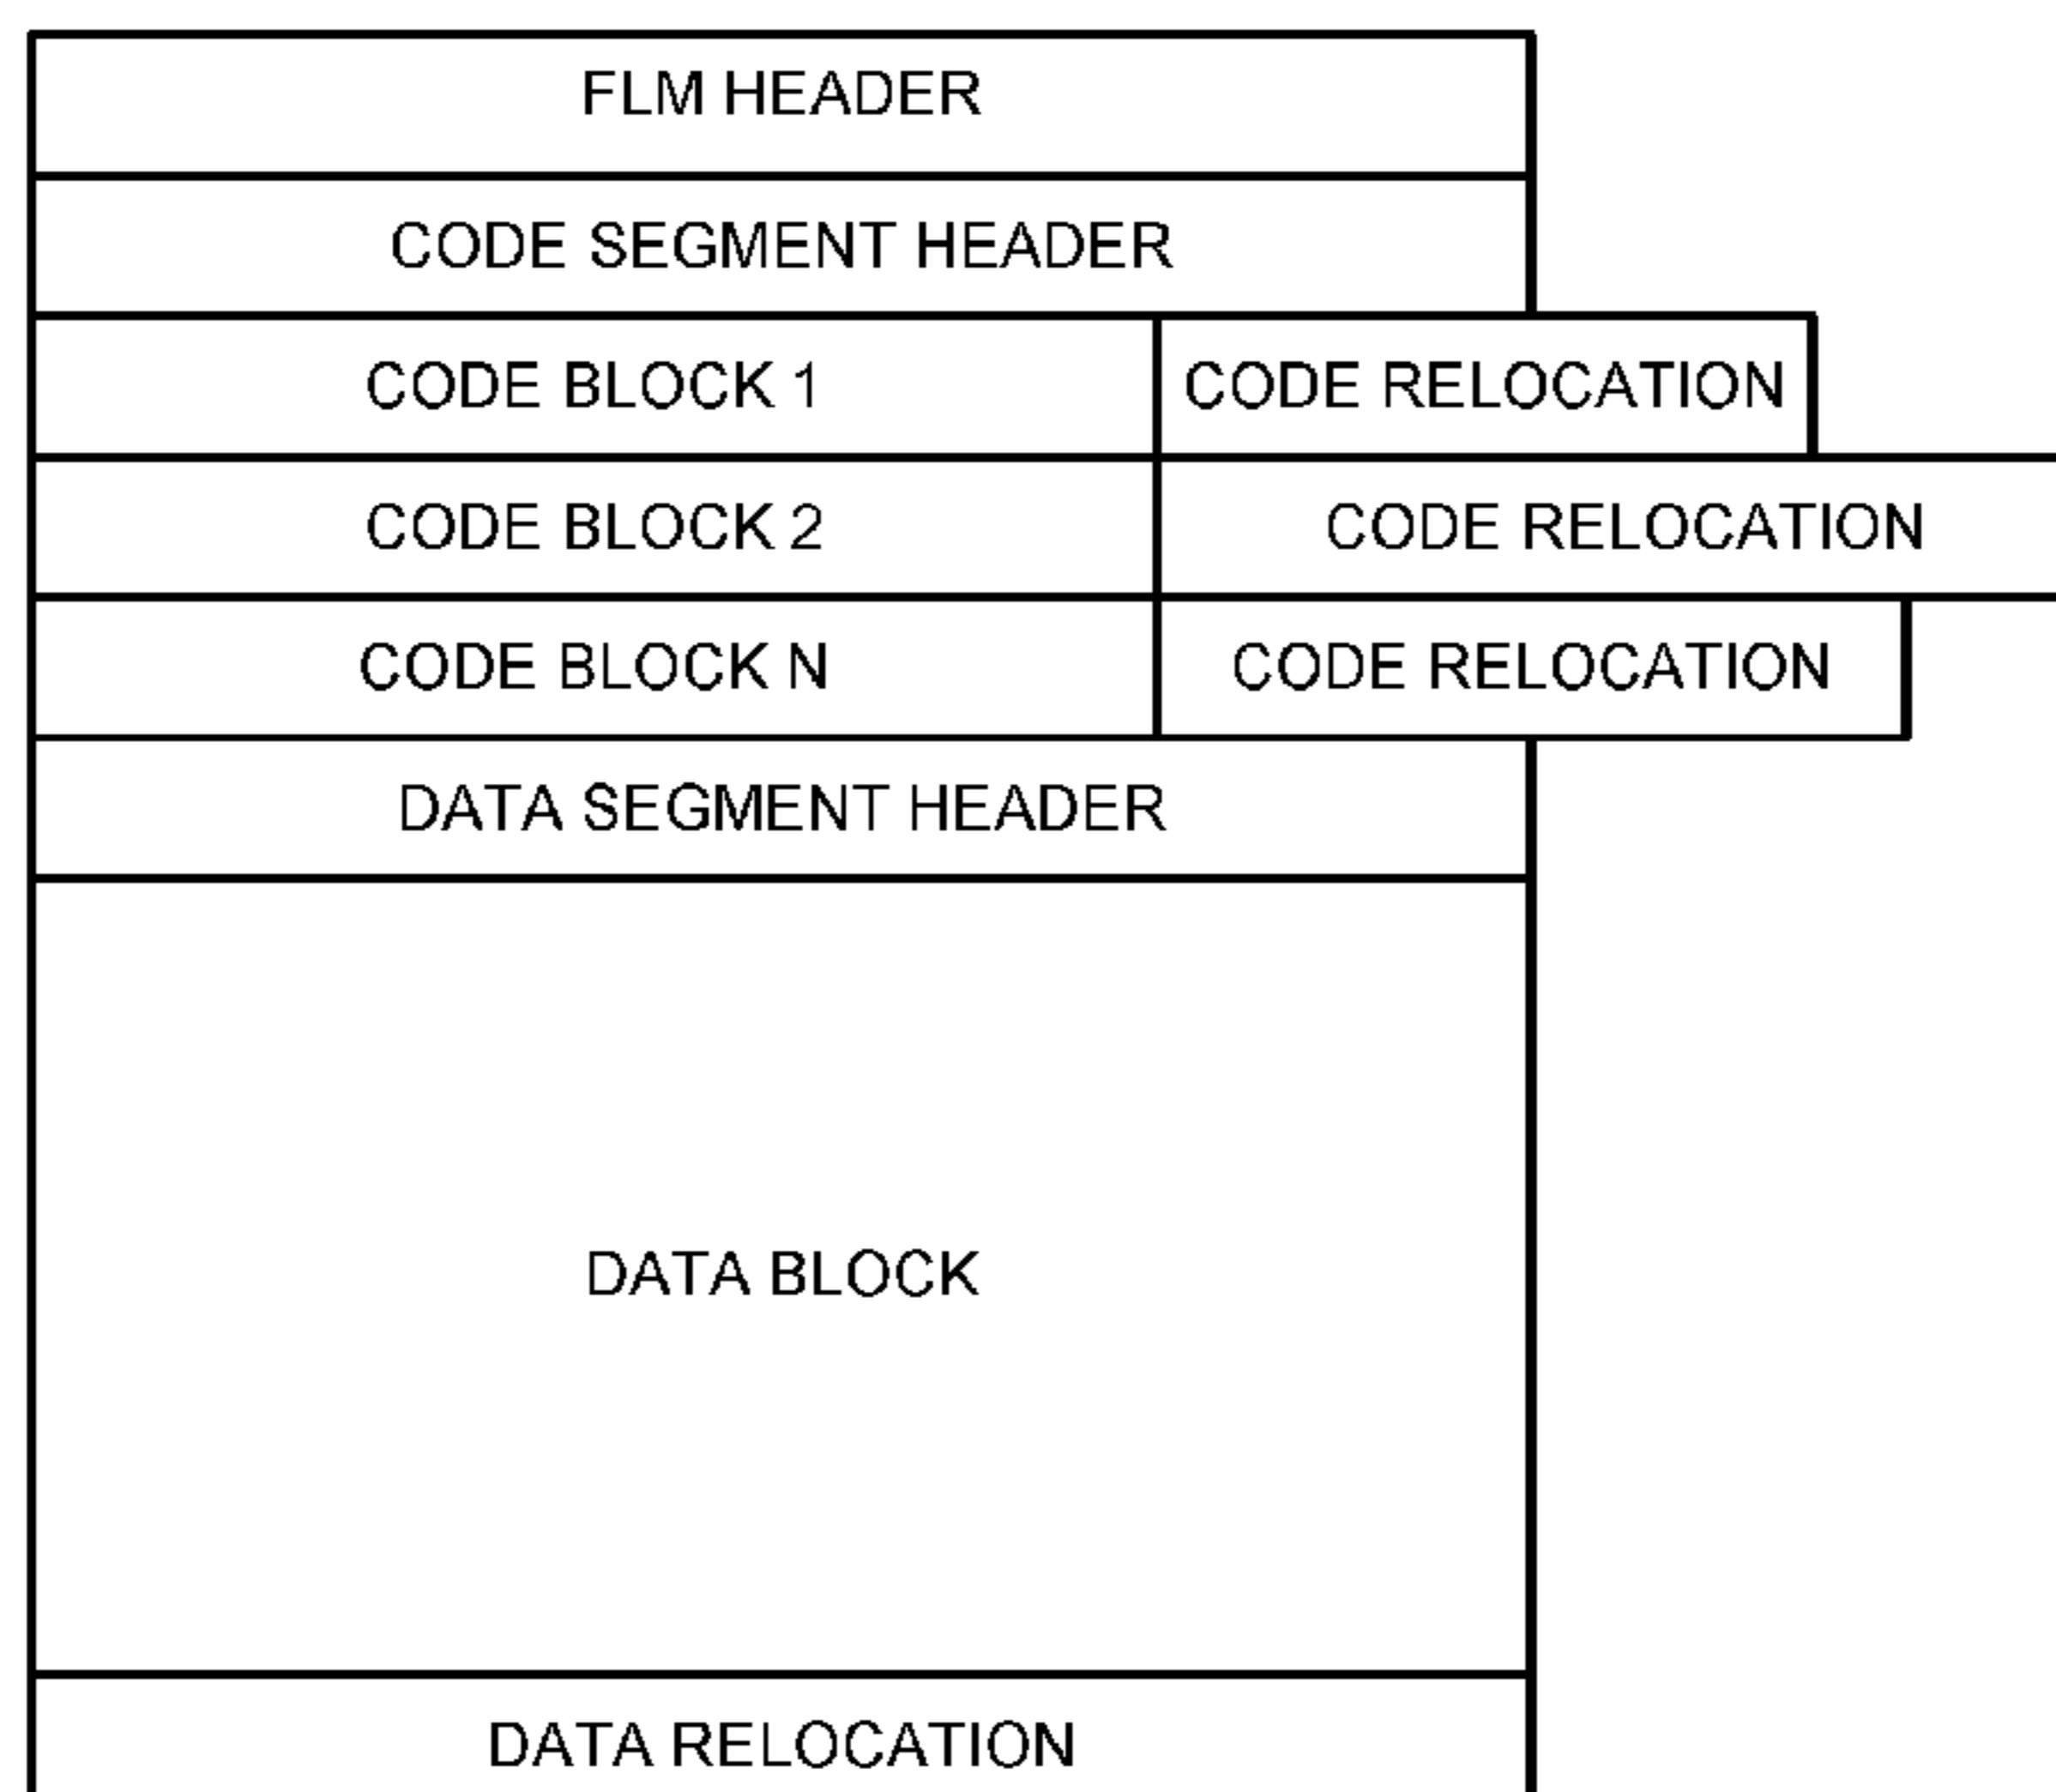 FLM HEADER
CODE SEGMENT HEADER
CODE BLOCK 1 CODE RELOCATION
CODE BLOCK 2 CODE RELOCATION
CODE BLOCK N CODE RELOCATION
DATA SEGMENT HEADER
DATA BLOCK
DATA RELOCATION